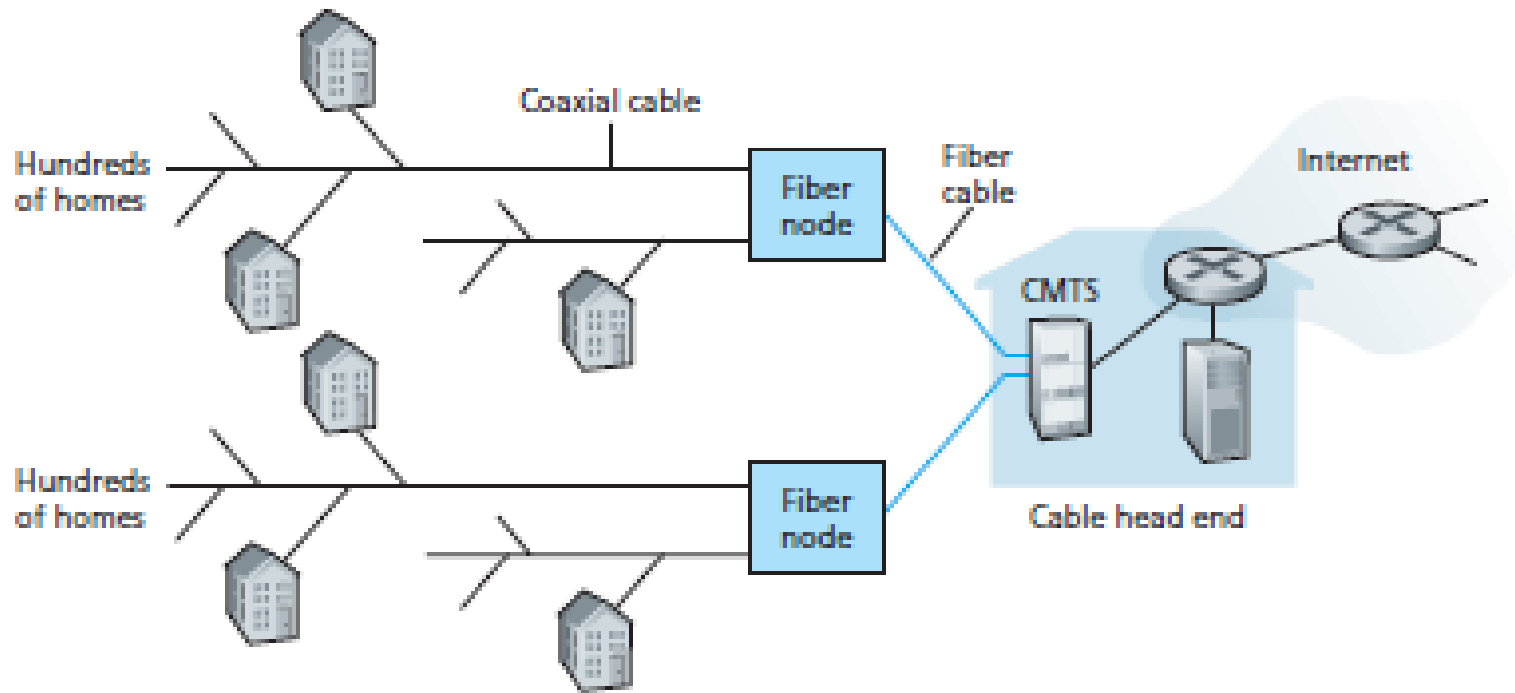 Coaxial cable
Hundreds
of homes
Fiber
node
Fiber
cable
Internet
CMTS
Hundreds
of homes
Fiber
node
Cable head end